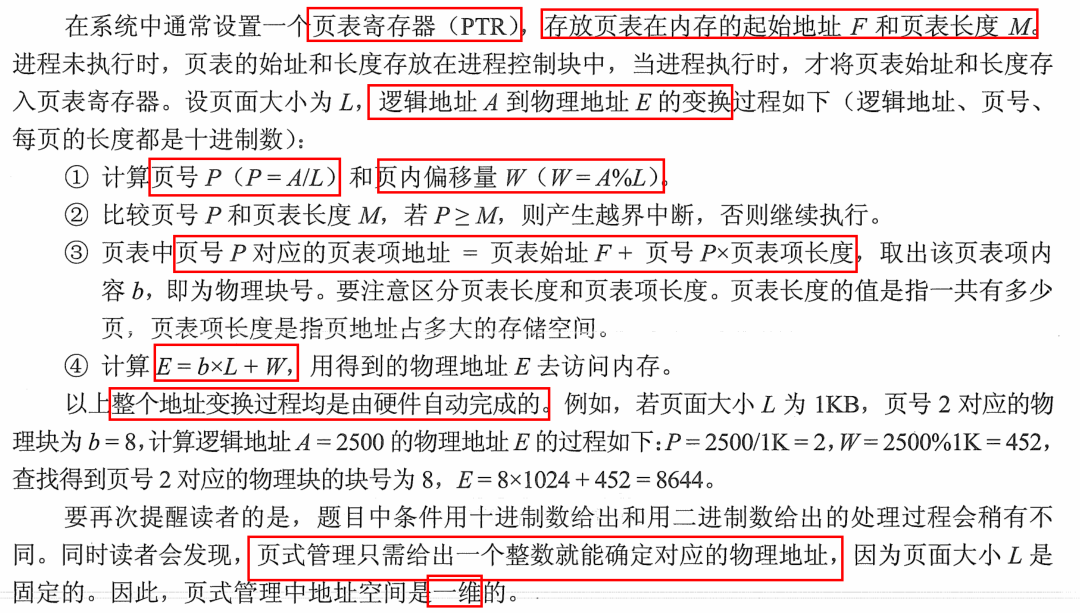 在系统中通常设置一个页表寄存器（PTR），存放页表在内存的起始地址 F 和页表长度 M。
进程未执行时，页表的始址和长度存放在进程控制块中，当进程执行时，才将页表始址和长度存
入页表寄存器。设页面大小为 L，逻辑地址 A 到物理地址 E 的变换过程如下（逻辑地址、页号、
每页的长度都是十进制数）：
① 计算页号 P（P = A/L）和页内偏移量 W（W = A%L）。
② 比较页号 P 和页表长度 M，若 P ≥ M，则产生越界中断，否则继续执行。
③ 页表中页号 P 对应的页表项地址 = 页表始址 F + 页号 P×页表项长度，取出该页表项内
容 b，即为物理块号。要注意区分页表长度和页表项长度。页表长度的值是指一共有多少
页，页表项长度是指页地址占多大的存储空间。
④ 计算 E = b×L + W，用得到的物理地址 E 去访问内存。
以上整个地址变换过程均是由硬件自动完成的。例如，若页面大小 L 为 1KB，页号 2 对应的物
理块为 b = 8，计算逻辑地址 A = 2500 的物理地址 E 的过程如下：P = 2500/1K = 2，W = 2500%1K = 452，
查找得到页号 2 对应的物理块的块号为 8，E = 8×1024 + 452 = 8644。
要再次提醒读者的是，题目中条件用十进制数给出和用二进制数给出的处理过程会稍有不
同。同时读者会发现，页式管理只需给出一个整数就能确定对应的物理地址，因为页面大小 L 是
固定的。因此，页式管理中地址空间是一维的。